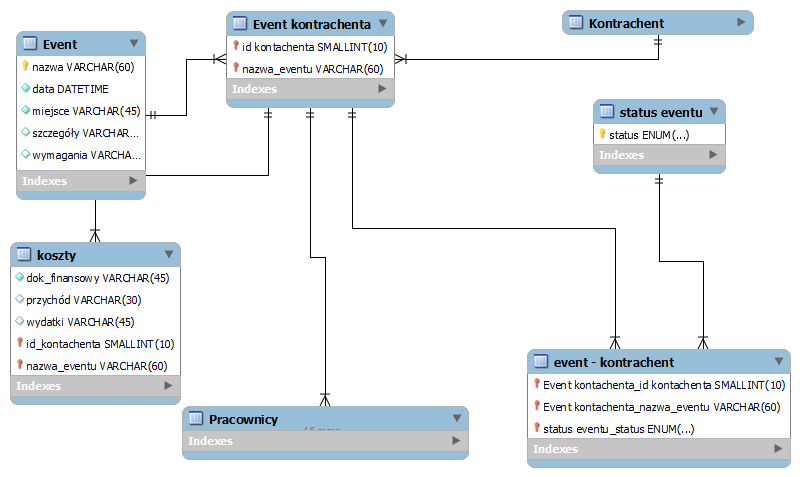 Event
nazwa VARCHAR(60)
data DATETIME
miejsce VARCHAR(45)
szczegóły VARCHAR...
wymagania VARCHA...
Indexes
Event kontrachenta
id kontachenta SMALLINT(10)
nazwa_eventu VARCHAR(60)
Indexes
Kontrachent
status eventu
status ENUM(...)
Indexes
koszty
dok_finansowy VARCHAR(45)
przychód VARCHAR(30)
wydatki VARCHAR(45)
id_kontachenta SMALLINT(10)
nazwa_eventu VARCHAR(60)
Indexes
Pracownicy
Indexes
event - kontrachent
Event kontachenta_id kontachenta SMALLINT(10)
Event kontachenta_nazwa_eventu VARCHAR(60)
status eventu_status ENUM(...)
Indexes